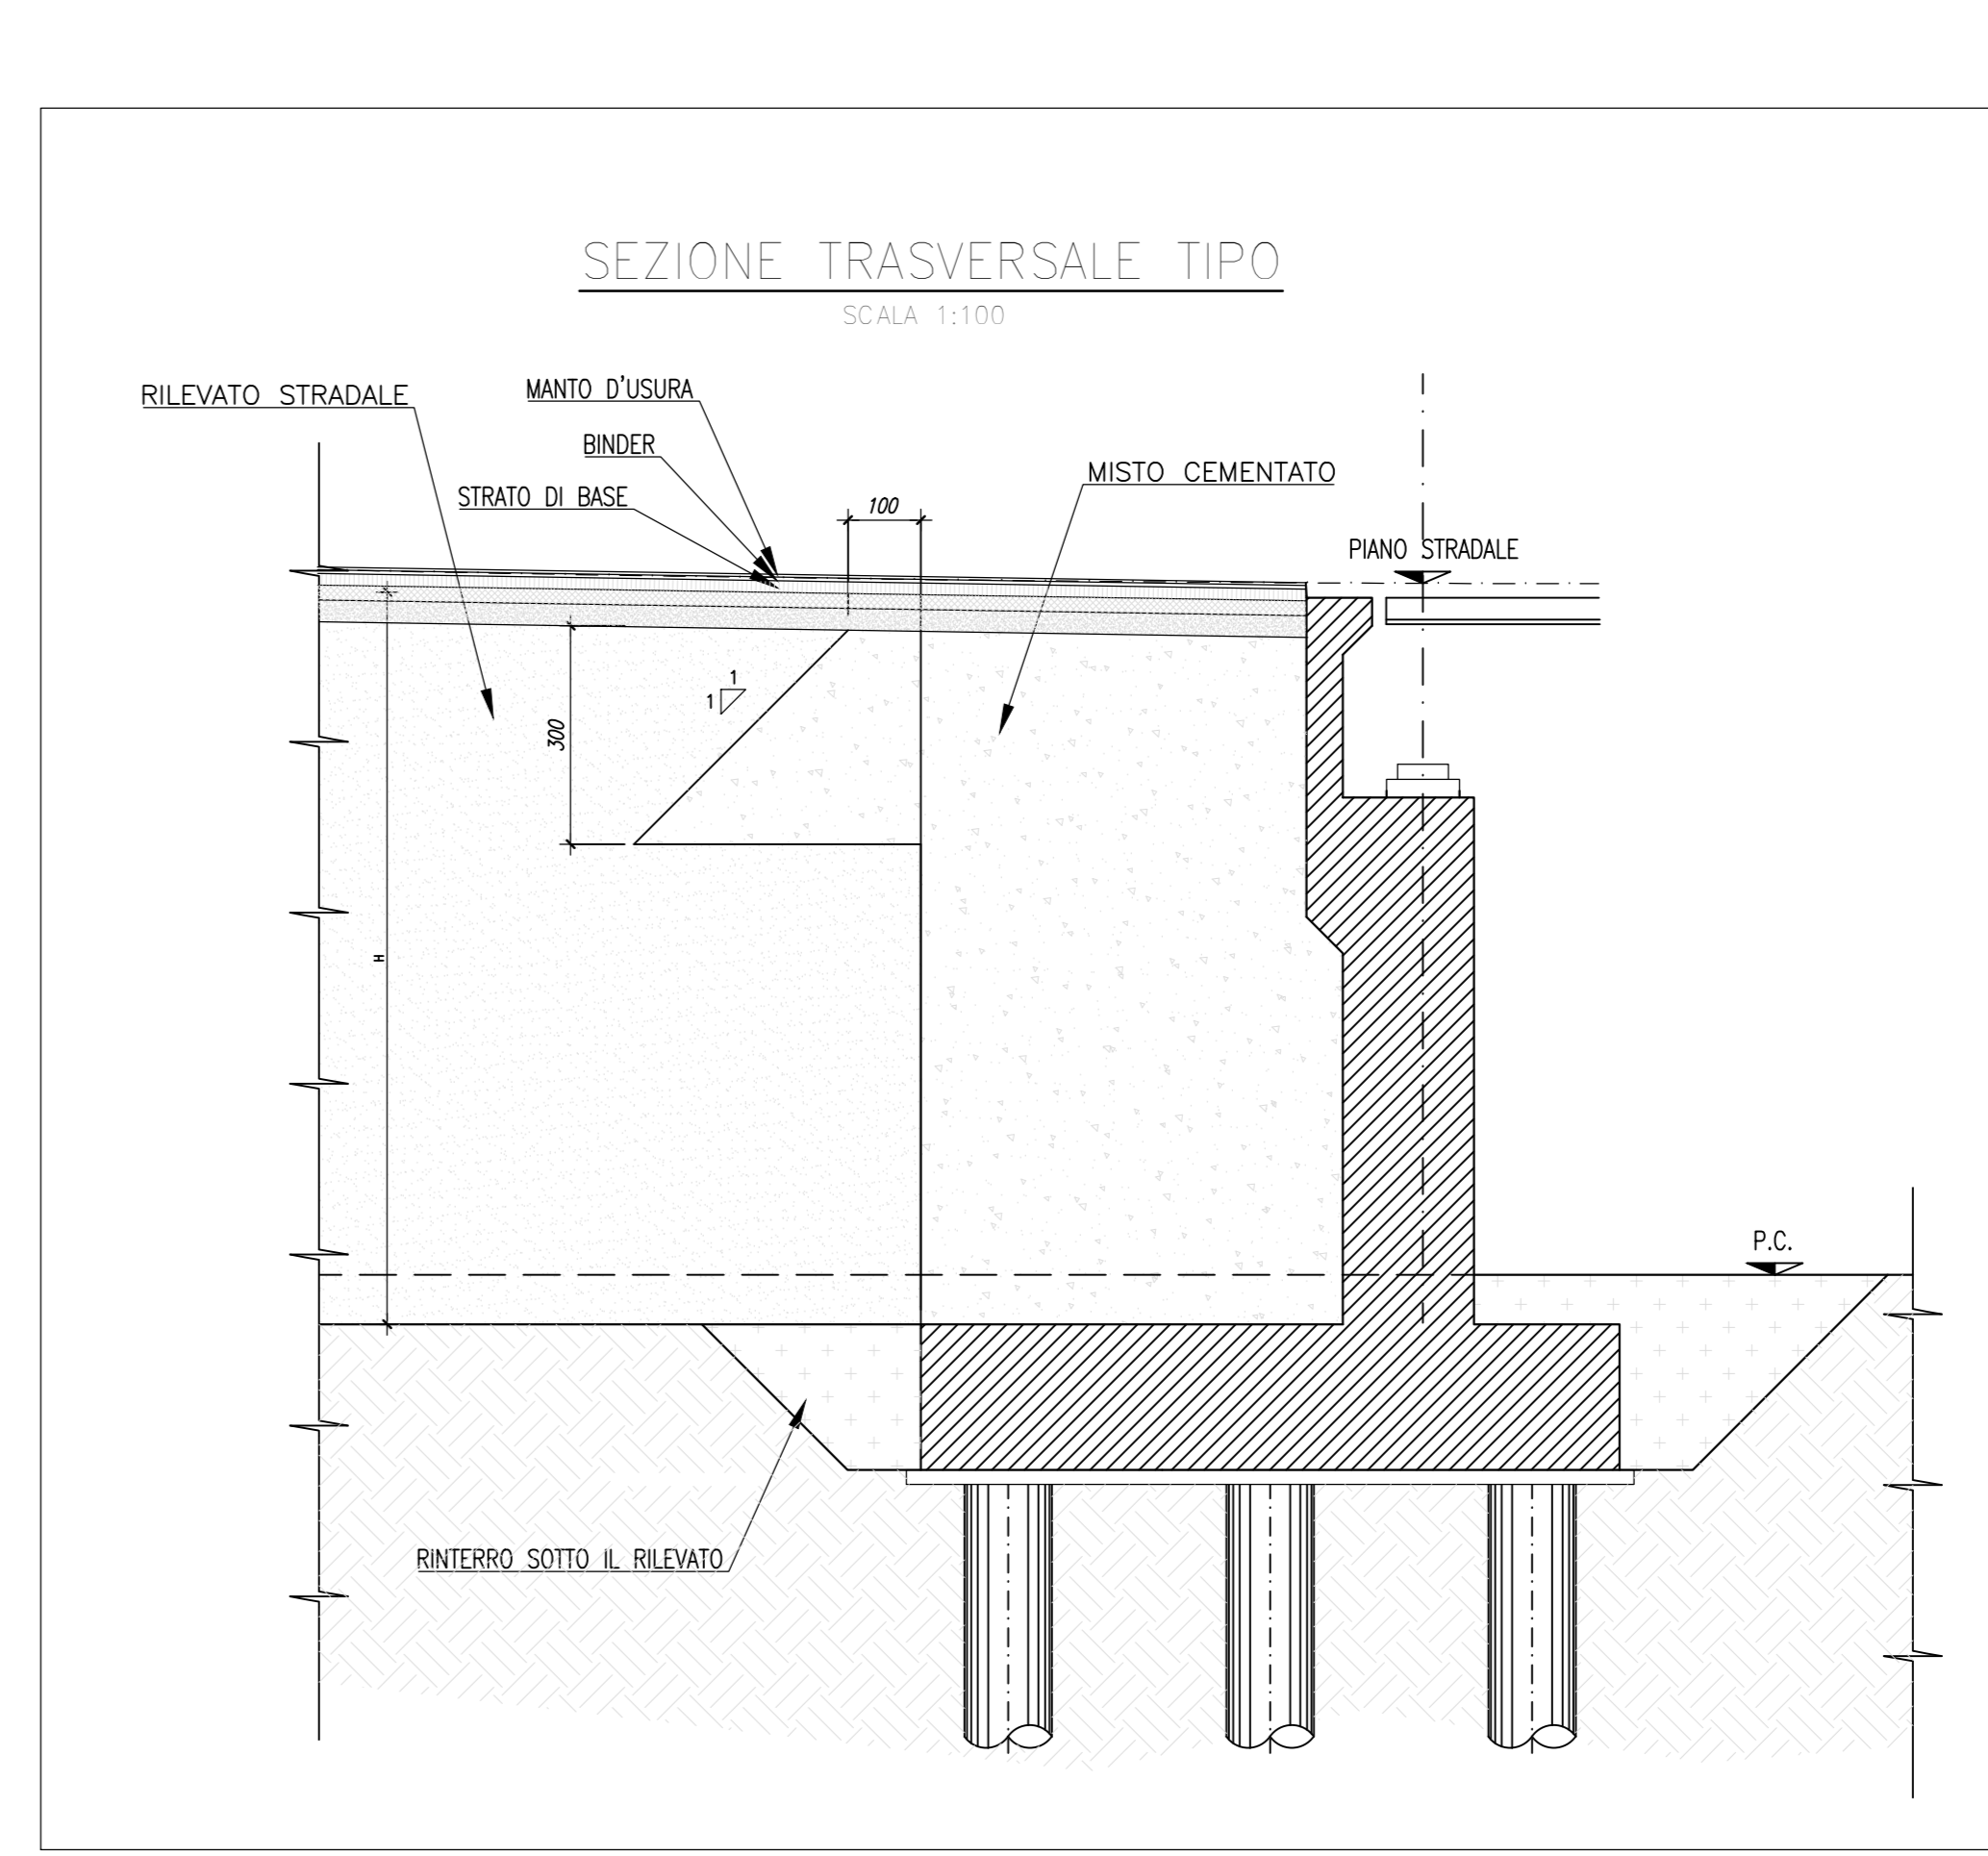 SEZIONE TRASVERSALE TIPO
SCALA 1:100
RILEVATO STRADALE
MANTO D'USURA
BINDER
STRATO DI BASE
MISTO CEMENTATO
100
PIANO STRADALE
1
1
300
H
P.C.
RINTERRO SOTTO IL RILEVATO